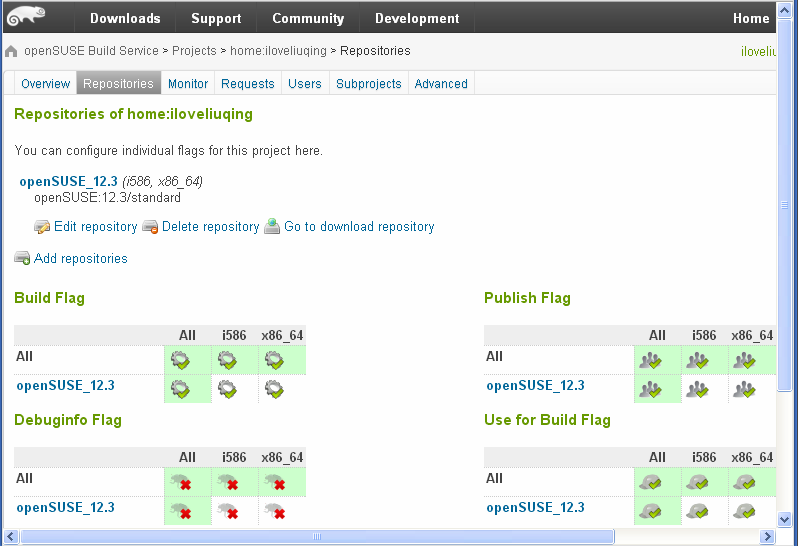 Downloads Support Community Development Home
openSUSE Build Service > Projects > home:iloveliuqing > Repositories
Overview Repositories Monitor Requests Users Subprojects Advanced
Repositories of home:iloveliuqing
You can configure individual flags for this project here.
openSUSE_12.3 (i586, x86_64)
openSUSE:12.3/standard
Edit repository Delete repository Go to download repository
Add repositories
Build Flag Publish Flag
All i586 x86_64 All i586 x86_64
All All
openSUSE_12.3 openSUSE_12.3
Debuginfo Flag Use for Build Flag
All i586 x86_64 All i586 x86_64
All All
openSUSE_12.3 openSUSE_12.3